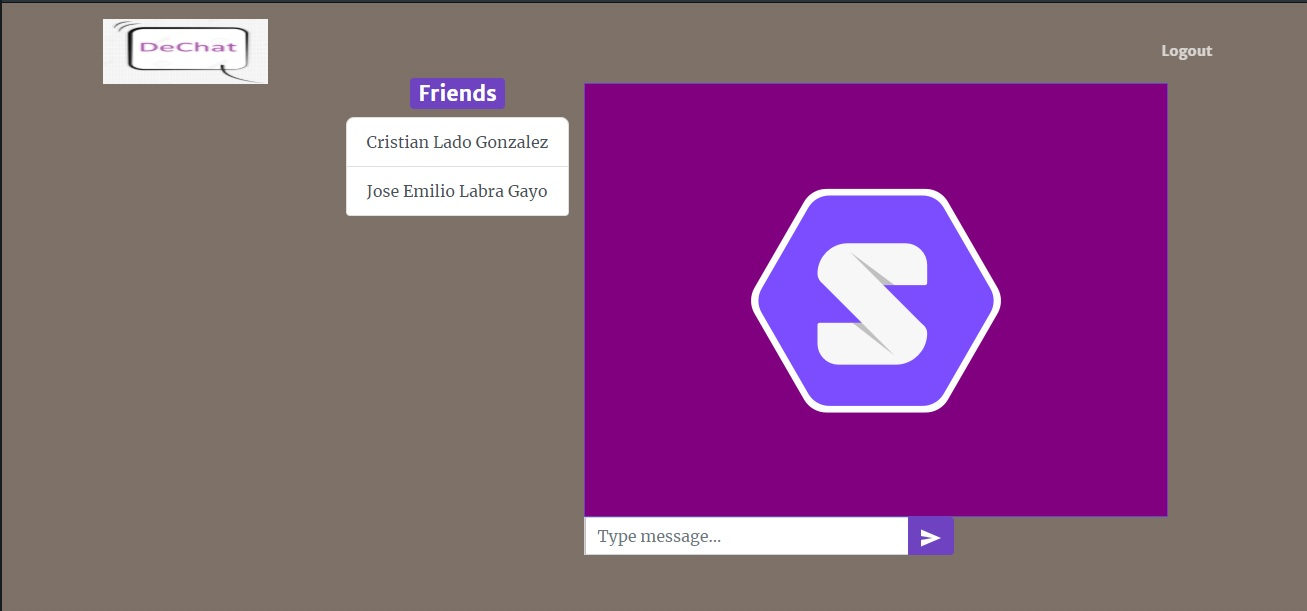 DeChat
Logout
Friends
Cristian Lado Gonzalez
Jose Emilio Labra Gayo
Type message...